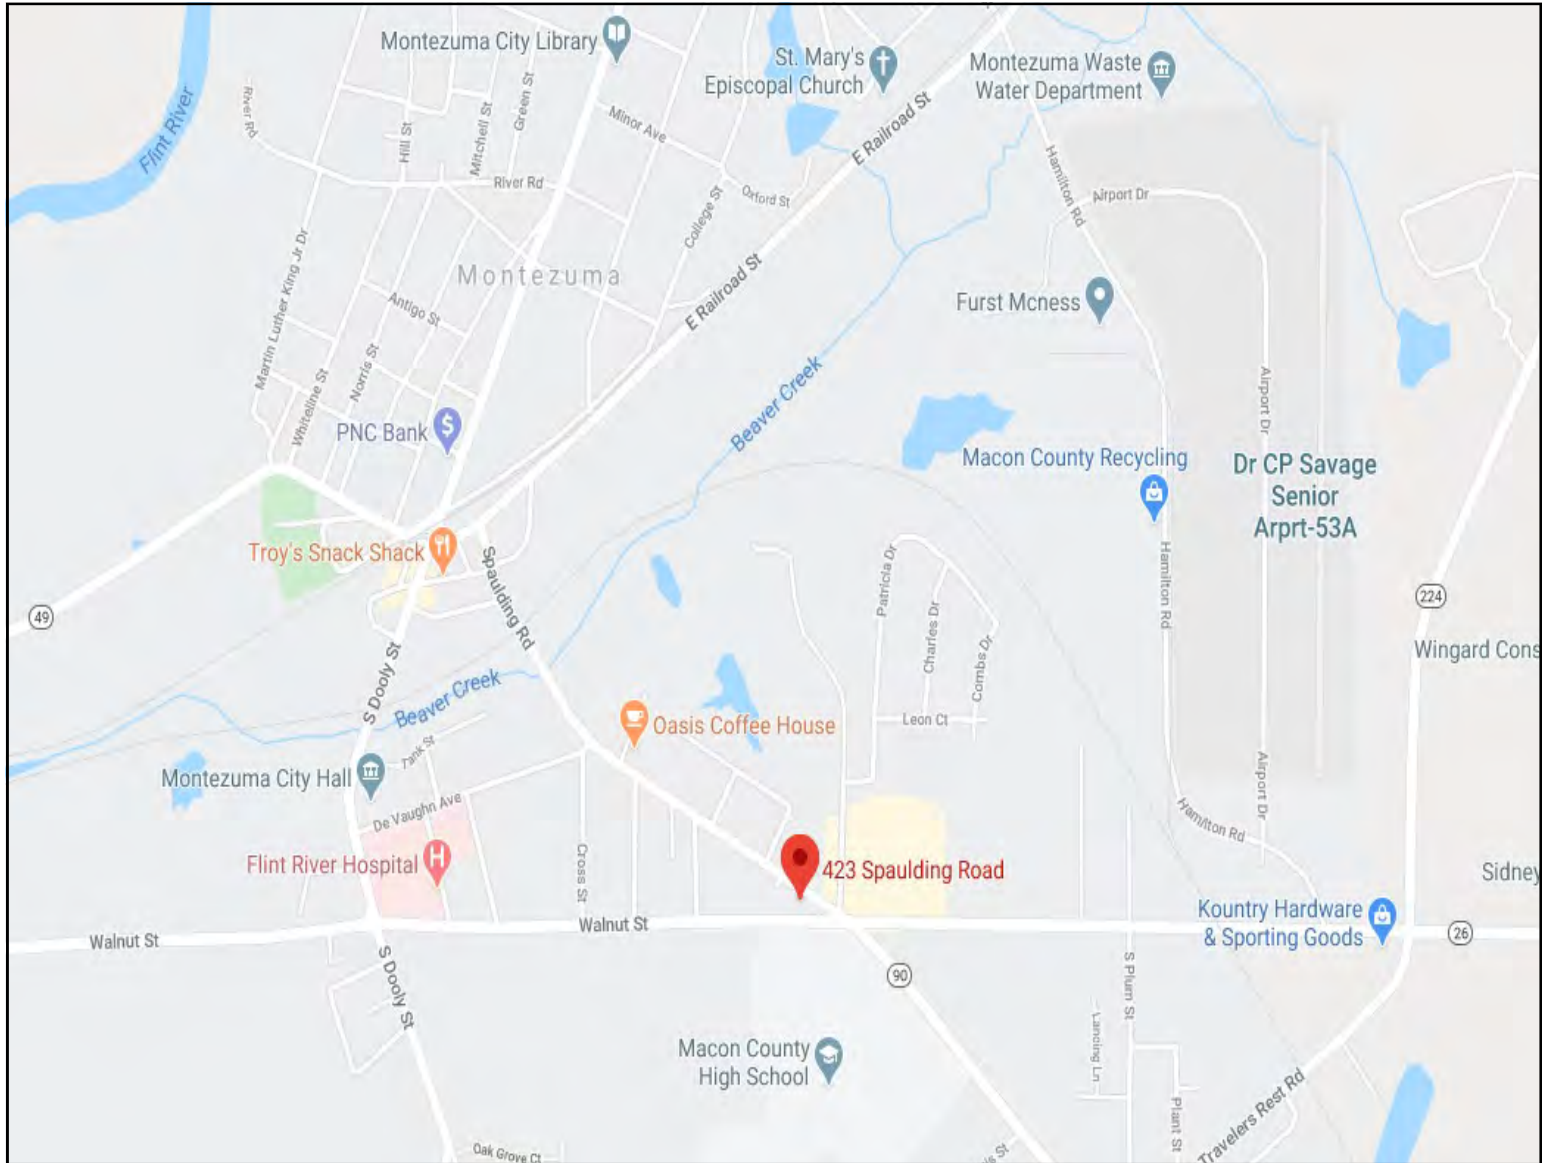 Montezuma City Library
St. Mary's
Episcopal Church
Montezuma Waste
Water Department
Flint River
River Rd
Hill St
Mitchell St
Green St
Minor Ave
E Railroad St
River Rd
College St
Oxford St
Hamilton Rd
Airport Dr
Martin Luther King Jr Dr
Montezuma
Antigo St
E Railroad St
Furst Mcness
Whiteline St
Norris St
Beaver Creek
Airport Dr
PNC Bank
Macon County Recycling
Dr CP Savage
Senior
Arprt-53A
Troy's Snack Shack
Spaulding Rd
Patricia Dr
Charles Dr
Combs Dr
Hamilton Rd
49
224
Wingard Cons
S Dooly St
Beaver Creek
Oasis Coffee House
Leon Ct
Tank St
Montezuma City Hall
De Vaughn Ave
Airport Dr
Hamilton Rd
Flint River Hospital
H
Cross St
423 Spaulding Road
Sidney
Kountry Hardware
& Sporting Goods
Walnut St
Walnut St
26
S Dooly St
90
S Plum St
Macon County
High School
Lancing Ln
Plant St
Travelers Rest Rd
Oak Grove Ct
is St